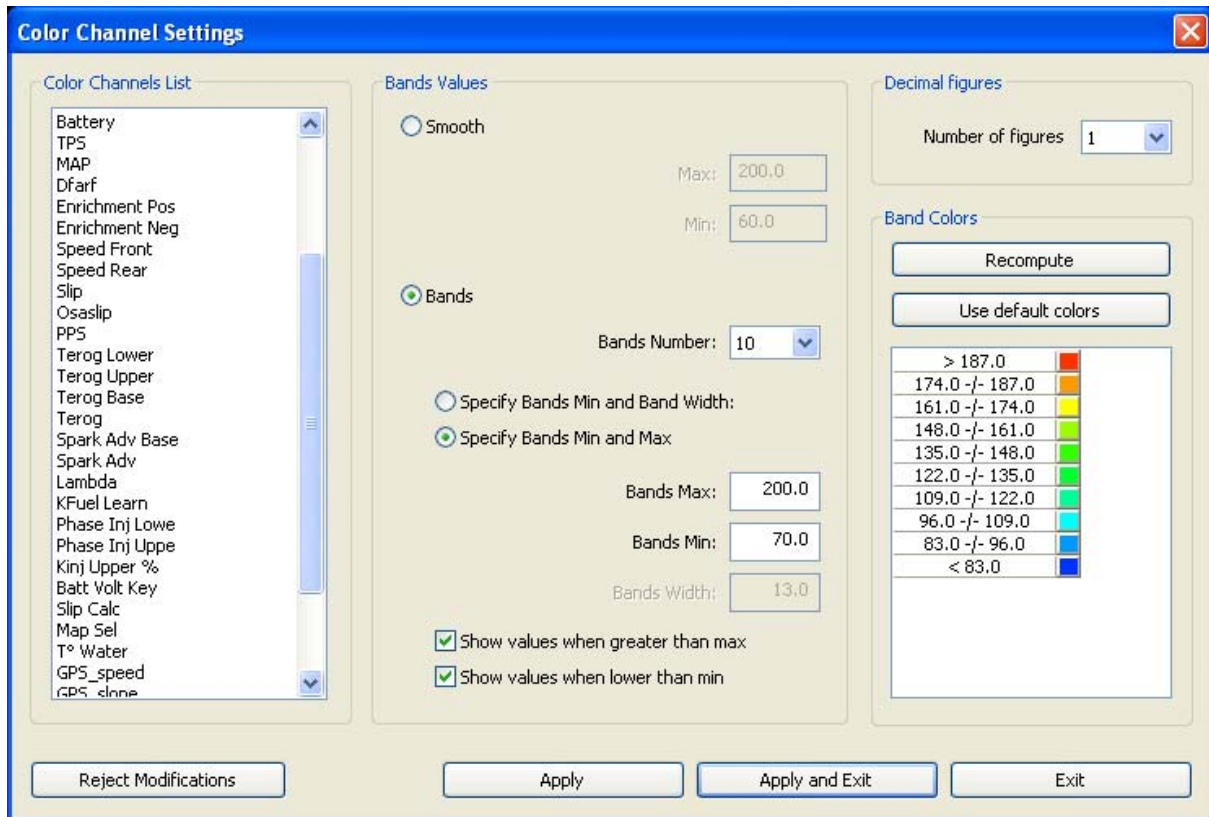 Color Channel Settings
Color Channels List
Battery
TPS
MAP
Dfarf
Enrichment Pos
Enrichment Neg
Speed Front
Speed Rear
Slip
Osaslip
PPS
Terog Lower
Terog Upper
Terog Base
Terog
Spark Adv Base
Spark Adv
Lambda
KFuel Learn
Phase Inj Lowe
Phase Inj Uppe
Kinj Upper %
Batt Volt Key
Slip Calc
Map Sel
T° Water
GPS_speed
GPS_slope
Bands Values
Smooth
Max: 200.0
Min: 60.0
Bands
Bands Number: 10
Specify Bands Min and Band Width:
Specify Bands Min and Max
Bands Max: 200.0
Bands Min: 70.0
Bands Width: 13.0
Show values when greater than max
Show values when lower than min
Decimal figures
Number of figures 1
Band Colors
Recompute
Use default colors
> 187.0
174.0 -/- 187.0
161.0 -/- 174.0
148.0 -/- 161.0
135.0 -/- 148.0
122.0 -/- 135.0
109.0 -/- 122.0
96.0 -/- 109.0
83.0 -/- 96.0
< 83.0
Reject Modifications
Apply
Apply and Exit
Exit